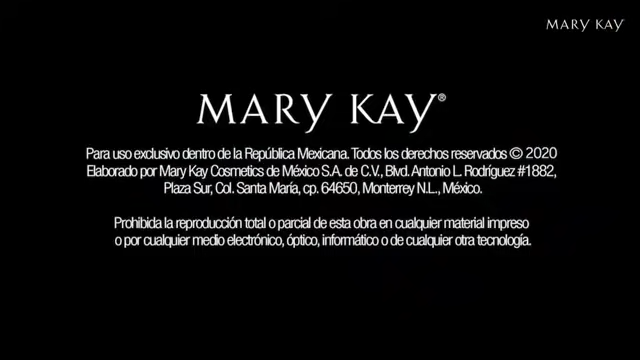 MARY KAY
MARY KAY®
Para uso exclusivo dentro de la República Mexicana. Todos los derechos reservados © 2020
Elaborado por Mary Kay Cosmetics de México S.A. de C.V., Blvd. Antonio L. Rodríguez #1882,
Plaza Sur, Col. Santa María, cp. 64650, Monterrey N.L., México.
Prohibida la reproducción total o parcial de esta obra en cualquier material impreso
o por cualquier medio electrónico, óptico, informático o de cualquier otra tecnología.